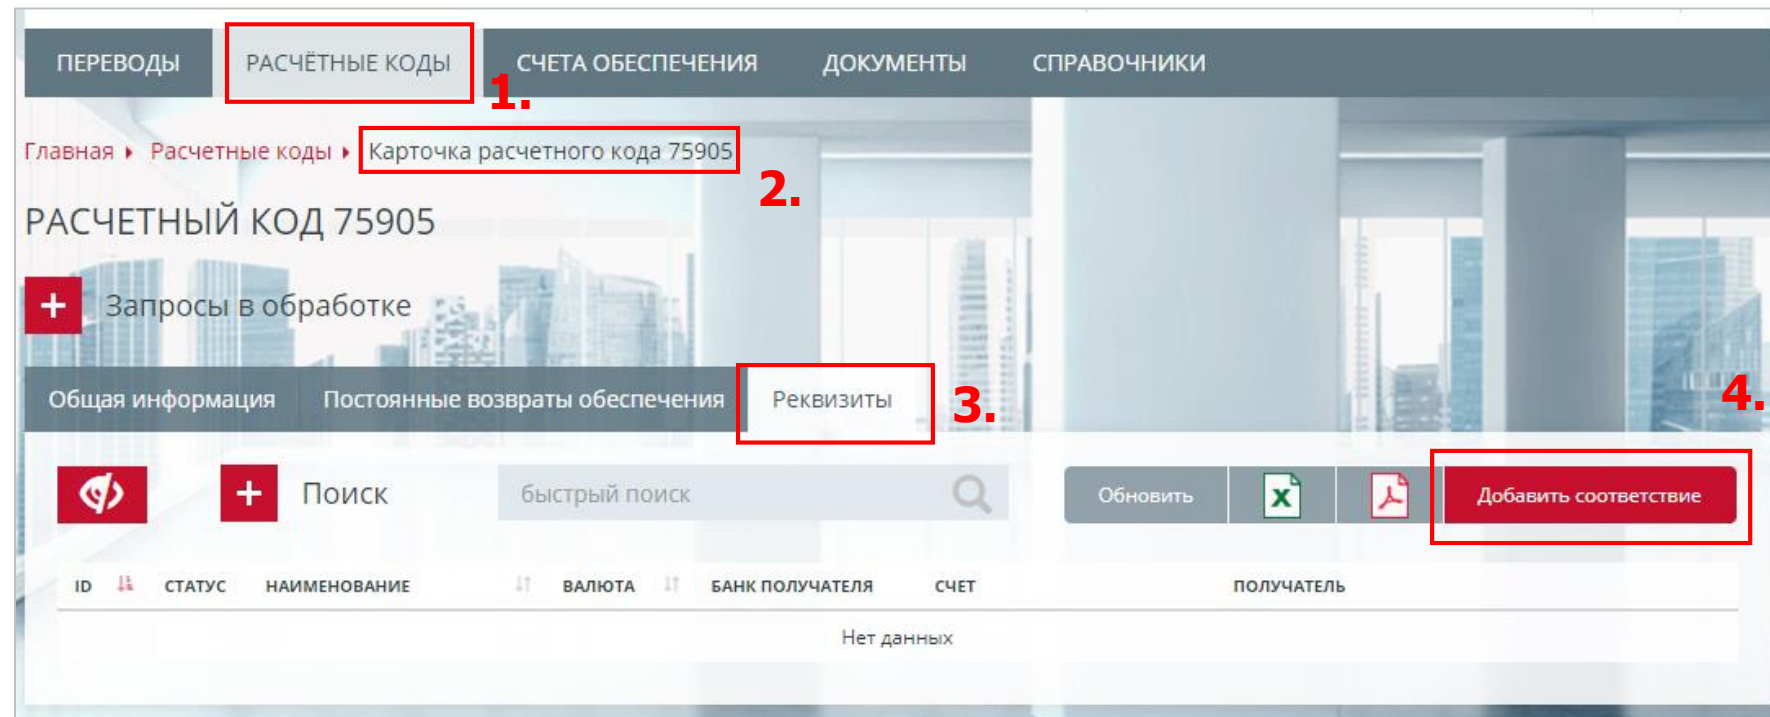 ПЕРЕВОДЫ РАСЧЁТНЫЕ КОДЫ СЧЕТА ОБЕСПЕЧЕНИЯ ДОКУМЕНТЫ СПРАВОЧНИКИ
1.
Главная Расчетные коды Карточка расчетного кода 75905
2.
РАСЧЕТНЫЙ КОД 75905
+ Запросы в обработке
Общая информация Постоянные возвраты обеспечения Реквизиты
3.
4.
+ Поиск быстрый поиск Обновить X Добавить соответствие
ID СТАТУС НАИМЕНОВАНИЕ ВАЛЮТА БАНК ПОЛУЧАТЕЛЯ СЧЕТ ПОЛУЧАТЕЛЬ
Нет данных